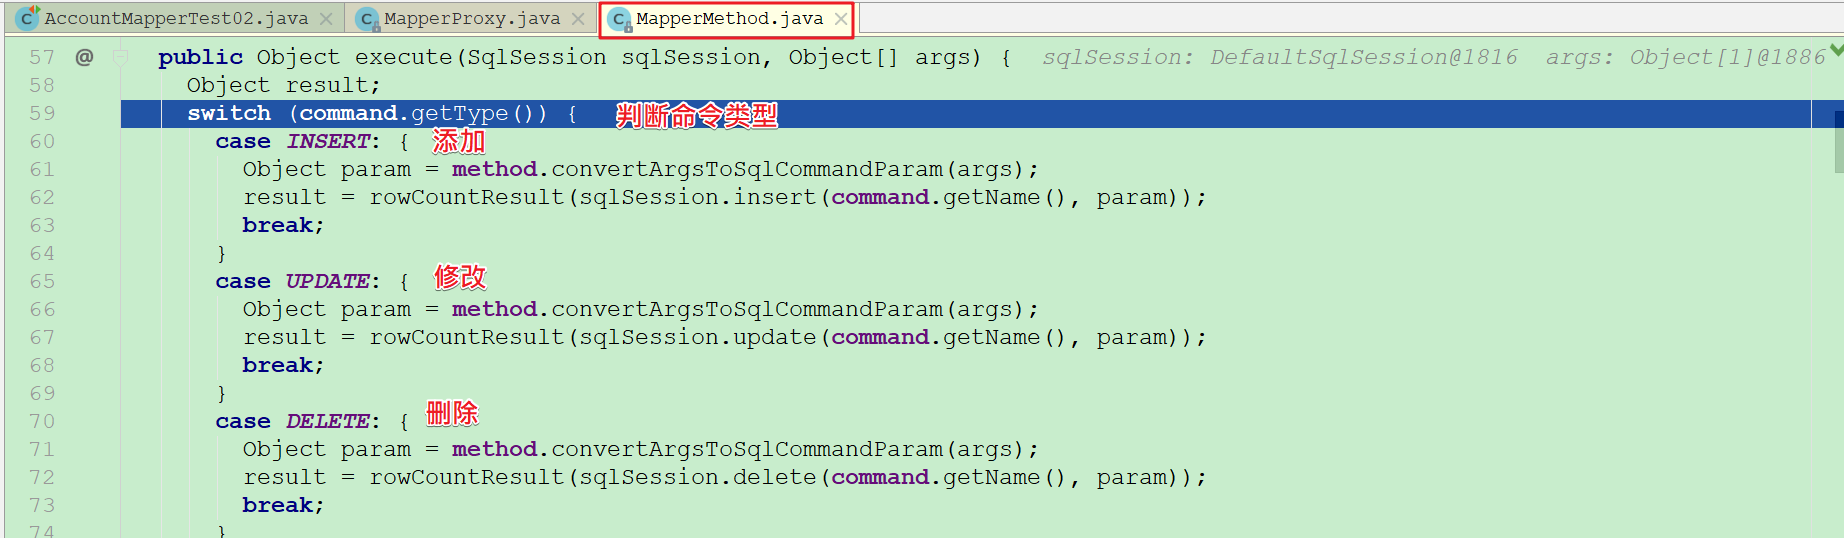 AccountMapperTest02.java MapperProxy.java MapperMethod.java
57 @ public Object execute(SqlSession sqlSession, Object[] args) { sqlSession: DefaultSqlSession@1816 args: Object[1]@1886
58 Object result;
59 switch (command.getType()) { 判断命令类型
60 case INSERT: { 添加
61 Object param = method.convertArgsToSqlCommandParam(args);
62 result = rowCountResult(sqlSession.insert(command.getName(), param));
63 break;
64 }
65 case UPDATE: { 修改
66 Object param = method.convertArgsToSqlCommandParam(args);
67 result = rowCountResult(sqlSession.update(command.getName(), param));
68 break;
69 }
70 case DELETE: { 删除
71 Object param = method.convertArgsToSqlCommandParam(args);
72 result = rowCountResult(sqlSession.delete(command.getName(), param));
73 break;
74 }